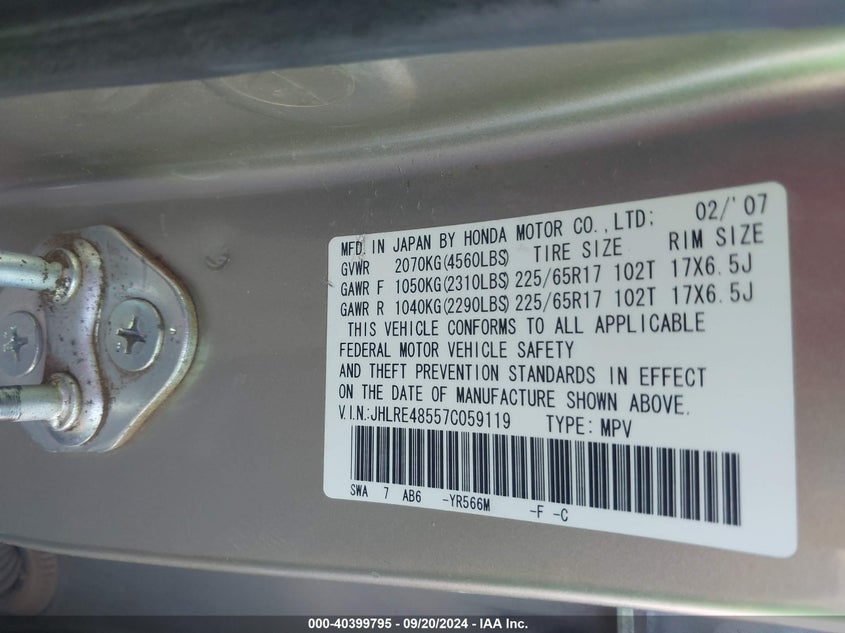 MFD. IN JAPAN BY HONDA MOTOR CO., LTD; 02/'07
GVWR 2070KG(4560LBS) TIRE SIZE RIM SIZE
GAWR F 1050KG(2310LBS) 225/65R17 102T 17X6.5J
GAWR R 1040KG(2290LBS) 225/65R17 102T 17X6.5J
THIS VEHICLE CONFORMS TO ALL APPLICABLE
FEDERAL MOTOR VEHICLE SAFETY
AND THEFT PREVENTION STANDARDS IN EFFECT
ON THE DATE OF MANUFACTURE SHOWN ABOVE.
V.I.N.:JHLRE48557C059119 TYPE: MPV
SWA 7 AB6 -YR566M -F -C
000-40399795 - 09/20/2024 - IAA Inc.